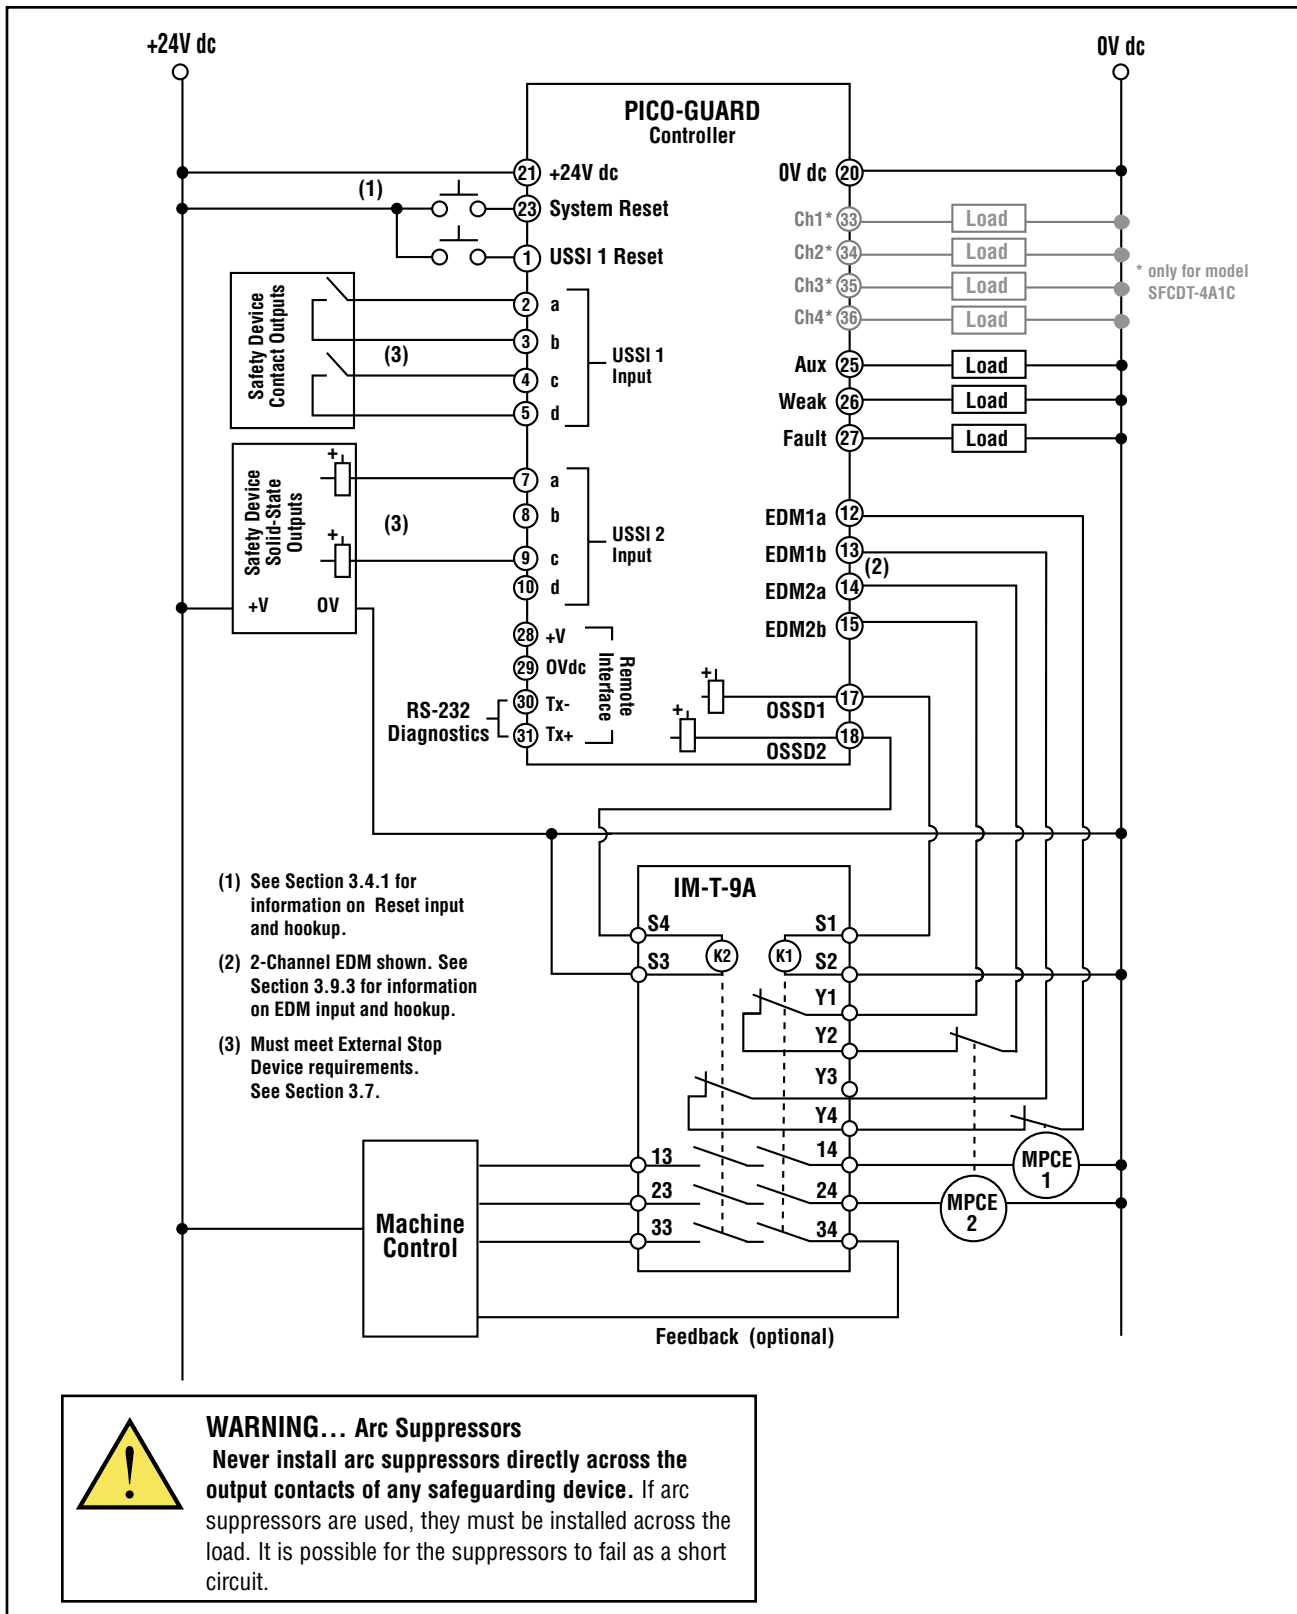 +24V dc
0V dc
PICO-GUARD
Controller
21 +24V dc
0V dc 20
(1)
23 System Reset
1 USSI 1 Reset
Ch1* 33 Load
Ch2* 34 Load
Ch3* 35 Load
Ch4* 36 Load
* only for model
SFCDT-4A1C
Safety Device
Contact Outputs
(3)
2 a
3 b
4 c
5 d
USSI 1
Input
Aux 25 Load
Weak 26 Load
Fault 27 Load
Safety Device
Solid-State
Outputs
+
+
+V 0V
(3)
7 a
8 b
9 c
10 d
USSI 2
Input
EDM1a 12
EDM1b 13
(2)
EDM2a 14
EDM2b 15
28 +V
29 0Vdc
30 Tx-
31 Tx+
Remote
Interface
RS-232
Diagnostics
+
OSSD1 17
+
OSSD2 18
(1) See Section 3.4.1 for
information on Reset input
and hookup.
(2) 2-Channel EDM shown. See
Section 3.9.3 for information
on EDM input and hookup.
(3) Must meet External Stop
Device requirements.
See Section 3.7.
IM-T-9A
S4 S1
K2 K1
S3 S2
Y1
Y2
Y3
Y4
13 14
23 24
33 34
MPCE
1
MPCE
2
Machine
Control
Feedback (optional)
!
WARNING... Arc Suppressors
Never install arc suppressors directly across the
output contacts of any safeguarding device. If arc
suppressors are used, they must be installed across the
load. It is possible for the suppressors to fail as a short
circuit.